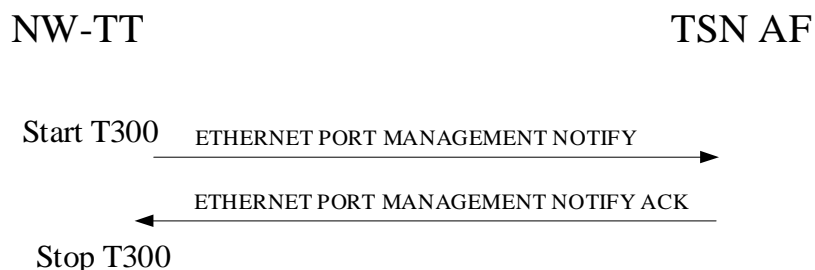 NW-TT TSN AF
Start T300 ETHERNET PORT MANAGEMENT NOTIFY
ETHERNET PORT MANAGEMENT NOTIFY ACK
Stop T300